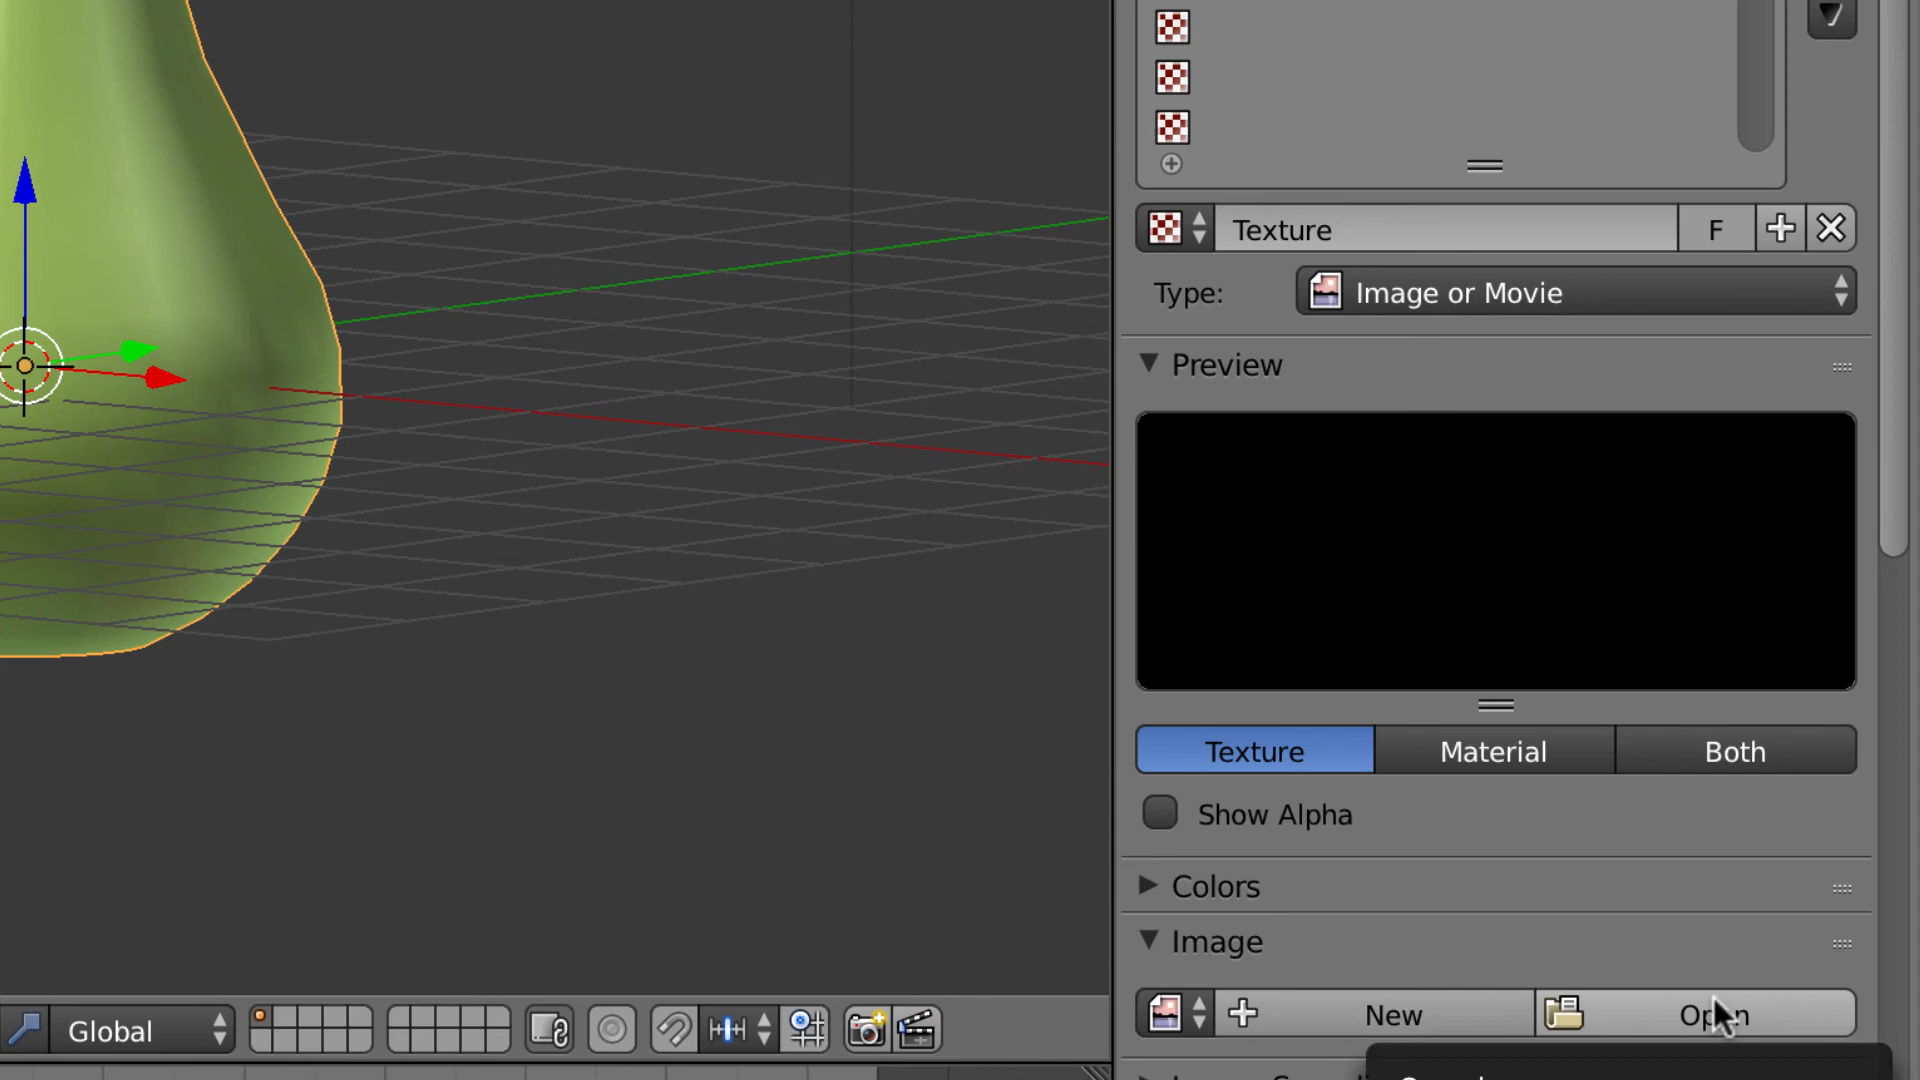 Texture
F
Type:
Image or Movie
Preview
Texture
Material
Both
Show Alpha
Colors
Image
New
Open
Global